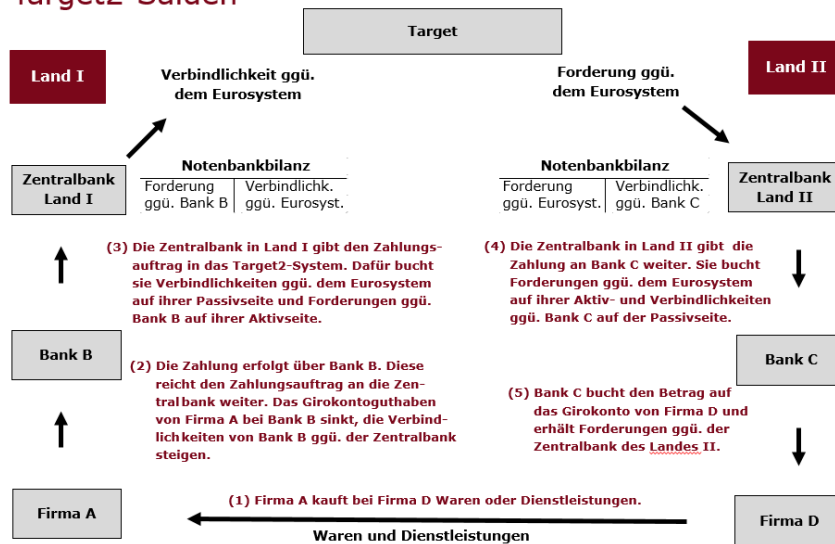 Target2-Salden
Target
Land I
Verbindlichkeit ggü.
dem Eurosystem
Forderung ggü.
dem Eurosystem
Land II
Zentralbank
Land I
Notenbankbilanz
Forderung
ggü. Bank B
Verbindlichk.
ggü. Eurosyst.
Notenbankbilanz
Forderung
ggü. Eurosyst.
Verbindlichk.
ggü. Bank C
Zentralbank
Land II
(3) Die Zentralbank in Land I gibt den Zahlungs-
auftrag in das Target2-System. Dafür bucht
sie Verbindlichkeiten ggü. dem Eurosystem
auf ihrer Passivseite und Forderungen ggü.
Bank B auf ihrer Aktivseite.
(4) Die Zentralbank in Land II gibt die
Zahlung an Bank C weiter. Sie bucht
Forderungen ggü. dem Eurosystem
auf ihrer Aktiv- und Verbindlichkeiten
ggü. Bank C auf der Passivseite.
Bank B
(2) Die Zahlung erfolgt über Bank B. Diese
reicht den Zahlungsauftrag an die Zen-
tralbank weiter. Das Girokontoguthaben
von Firma A bei Bank B sinkt, die Verbind-
lichkeiten von Bank B ggü. der Zentralbank
steigen.
Bank C
(5) Bank C bucht den Betrag auf
das Girokonto von Firma D und
erhält Forderungen ggü. der
Zentralbank des Landes II.
Firma A
(1) Firma A kauft bei Firma D Waren oder Dienstleistungen.
Waren und Dienstleistungen
Firma D